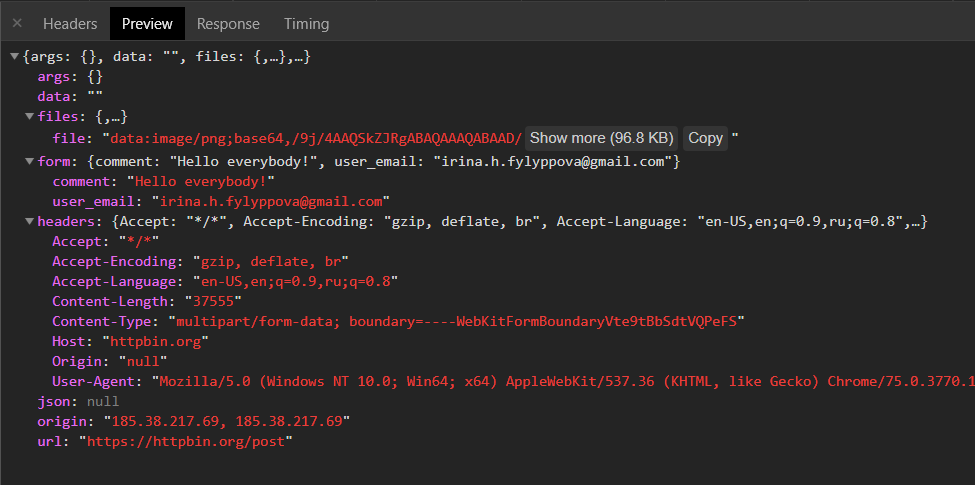 × Headers Preview Response Timing
▼{args: {}, data: "", files: {,…},…}
args: {}
data: ""
▼files: {,…}
file: "data:image/png;base64,/9j/4AAQSkZJRgABAQAAAQABAAD/ Show more (96.8 KB) Copy "
▼form: {comment: "Hello everybody!", user_email: "irina.h.fylyppova@gmail.com"}
comment: "Hello everybody!"
user_email: "irina.h.fylyppova@gmail.com"
▼headers: {Accept: "*/*", Accept-Encoding: "gzip, deflate, br", Accept-Language: "en-US,en;q=0.9,ru;q=0.8",…}
Accept: "*/*"
Accept-Encoding: "gzip, deflate, br"
Accept-Language: "en-US,en;q=0.9,ru;q=0.8"
Content-Length: "37555"
Content-Type: "multipart/form-data; boundary=----WebKitFormBoundaryVte9tBbSdtVQPeFS"
Host: "httpbin.org"
Origin: "null"
User-Agent: "Mozilla/5.0 (Windows NT 10.0; Win64; x64) AppleWebKit/537.36 (KHTML, like Gecko) Chrome/75.0.3770.1
json: null
origin: "185.38.217.69, 185.38.217.69"
url: "https://httpbin.org/post"